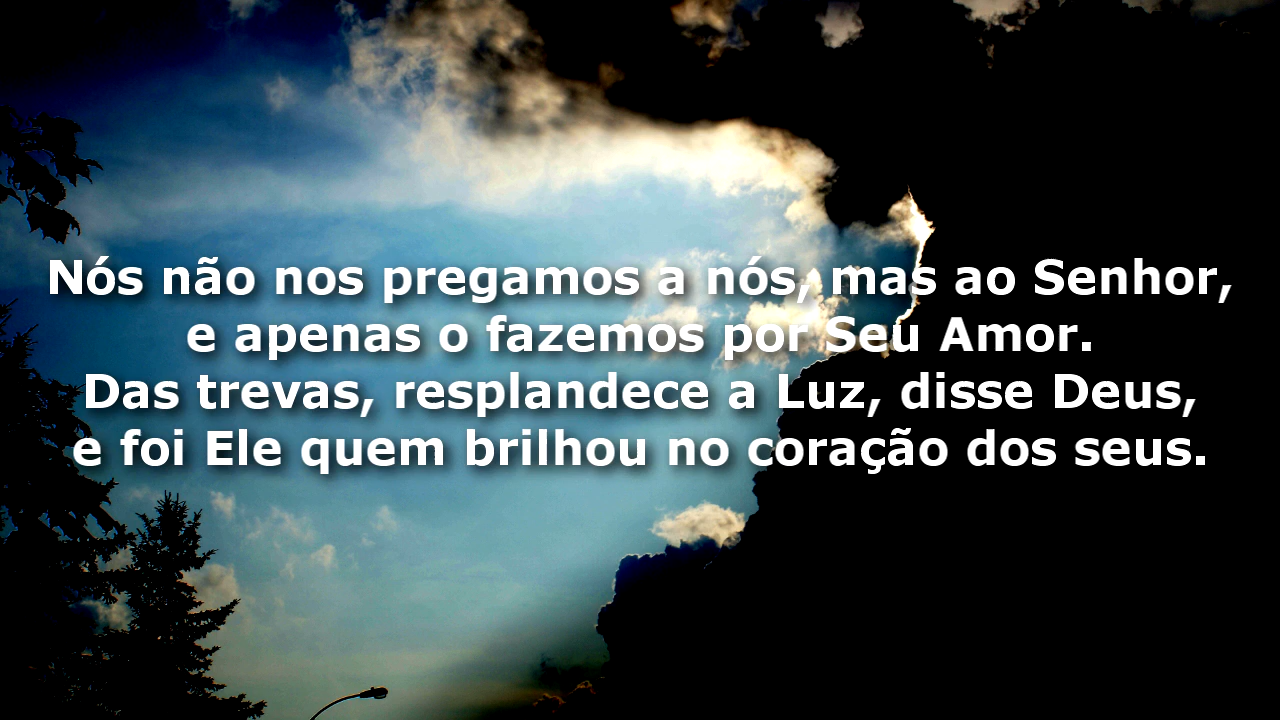 Nós não nos pregamos a nós, mas ao Senhor,
e apenas o fazemos por Seu Amor.
Das trevas, resplandece a Luz, disse Deus,
e foi Ele quem brilhou no coração dos seus.